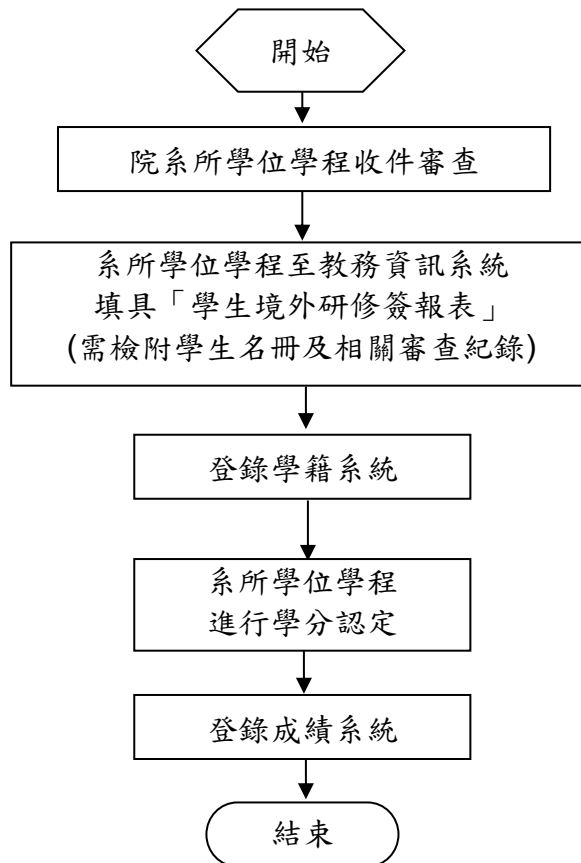 開始
院系所學位學程收件審查
系所學位學程至教務資訊系統
填具「學生境外研修簽報表」
(需檢附學生名冊及相關審查紀錄)
登錄學籍系統
系所學位學程
進行學分認定
登錄成績系統
結束